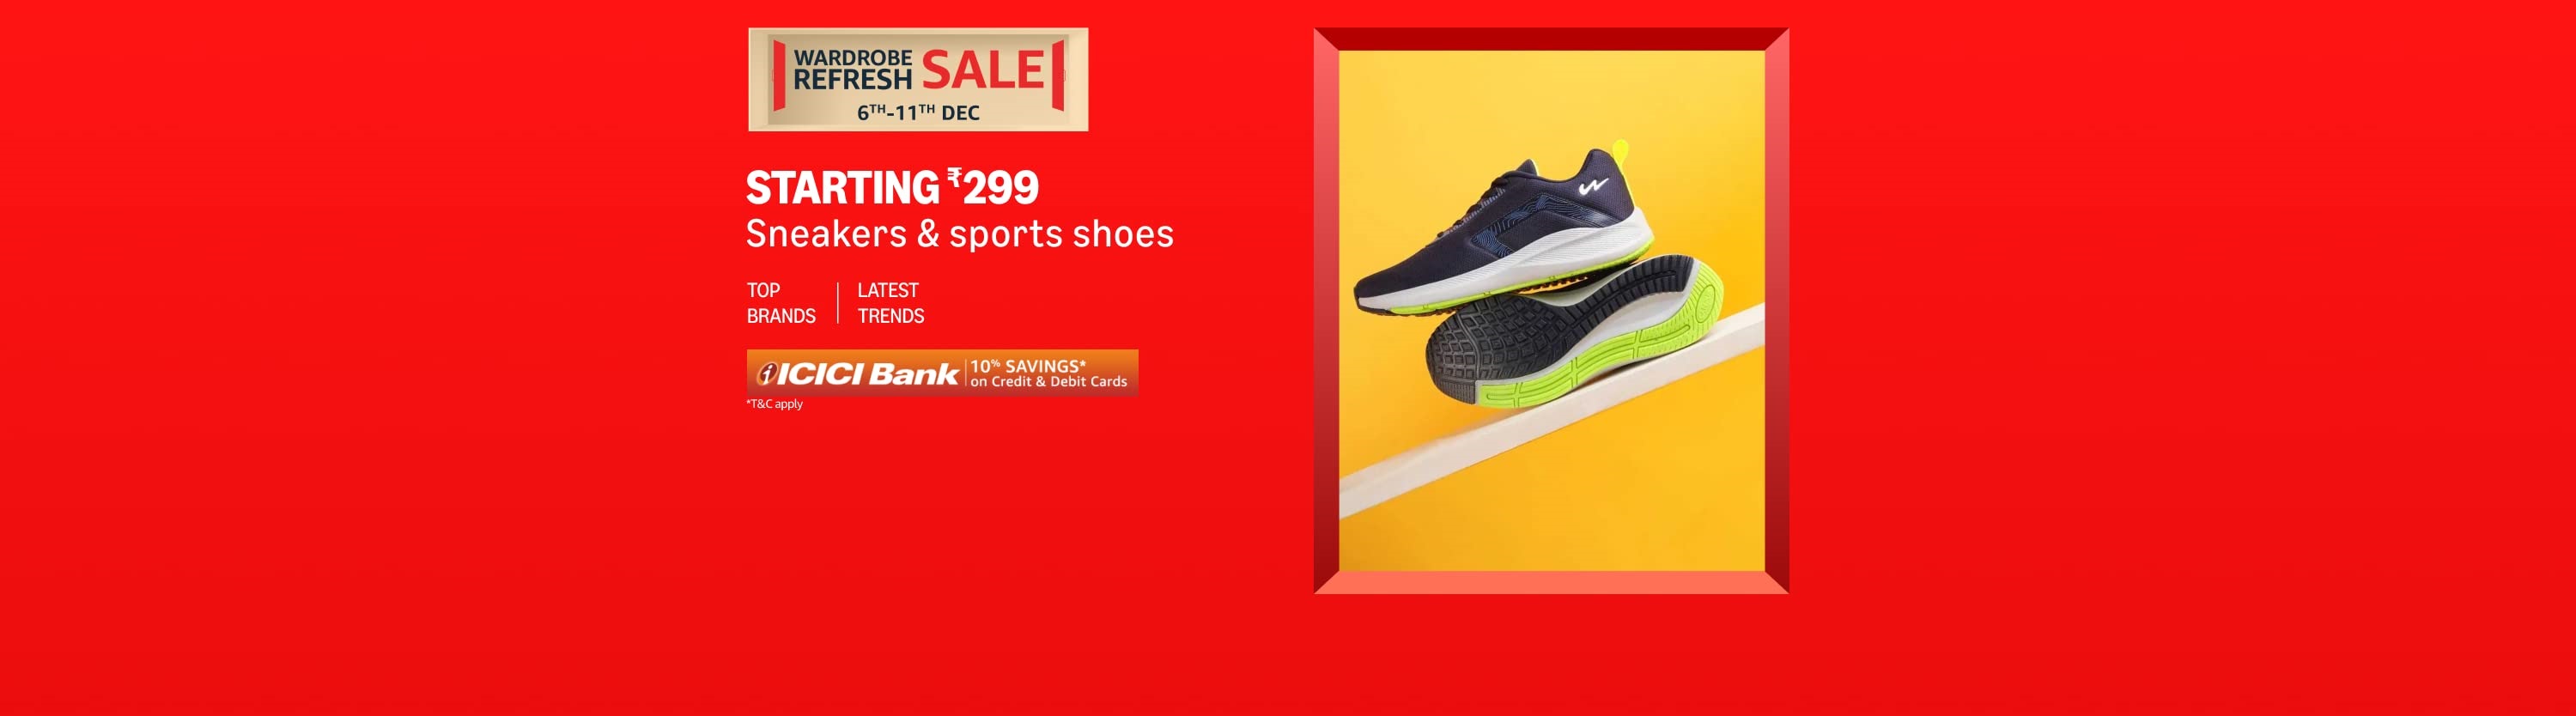 WARDROBE
REFRESH SALE
6TH-11TH DEC
STARTING ₹299
Sneakers & sports shoes
TOP
BRANDS
LATEST
TRENDS
i ICICI Bank
10% SAVINGS*
on Credit & Debit Cards
*T&C apply